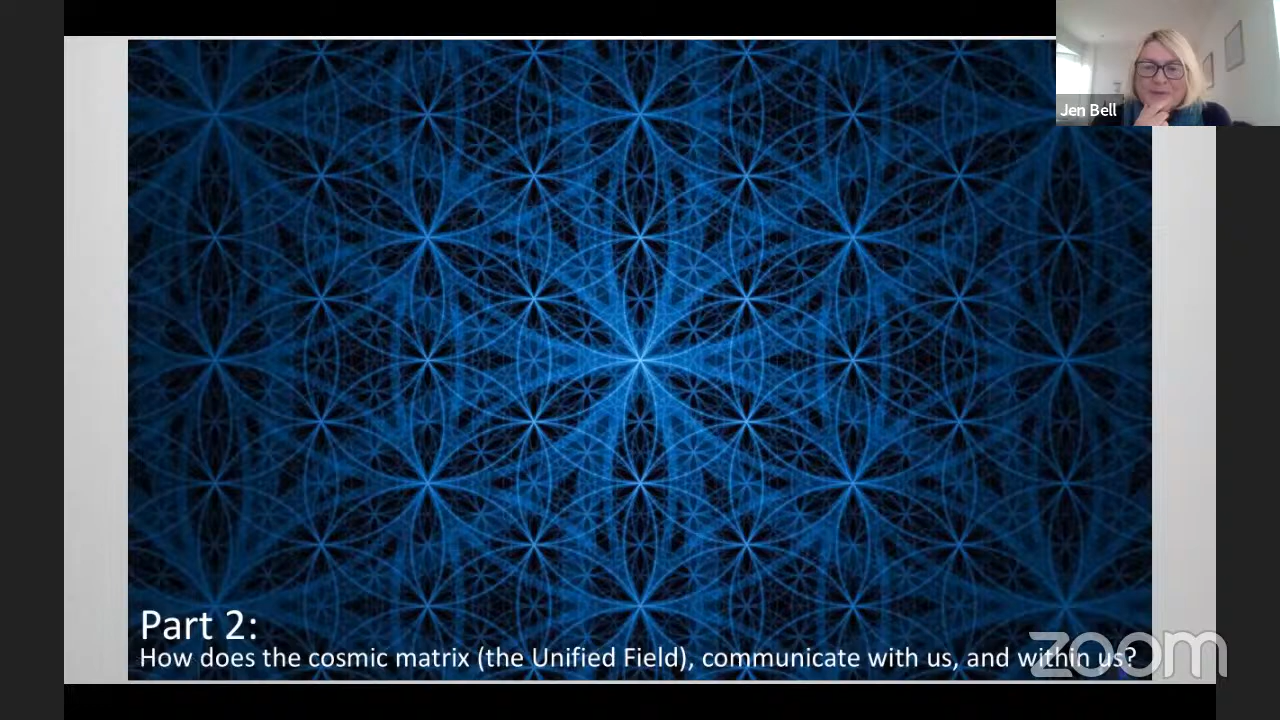 Jen Bell
Part 2:
How does the cosmic matrix (the Unified Field), communicate with us, and within us?
zoom